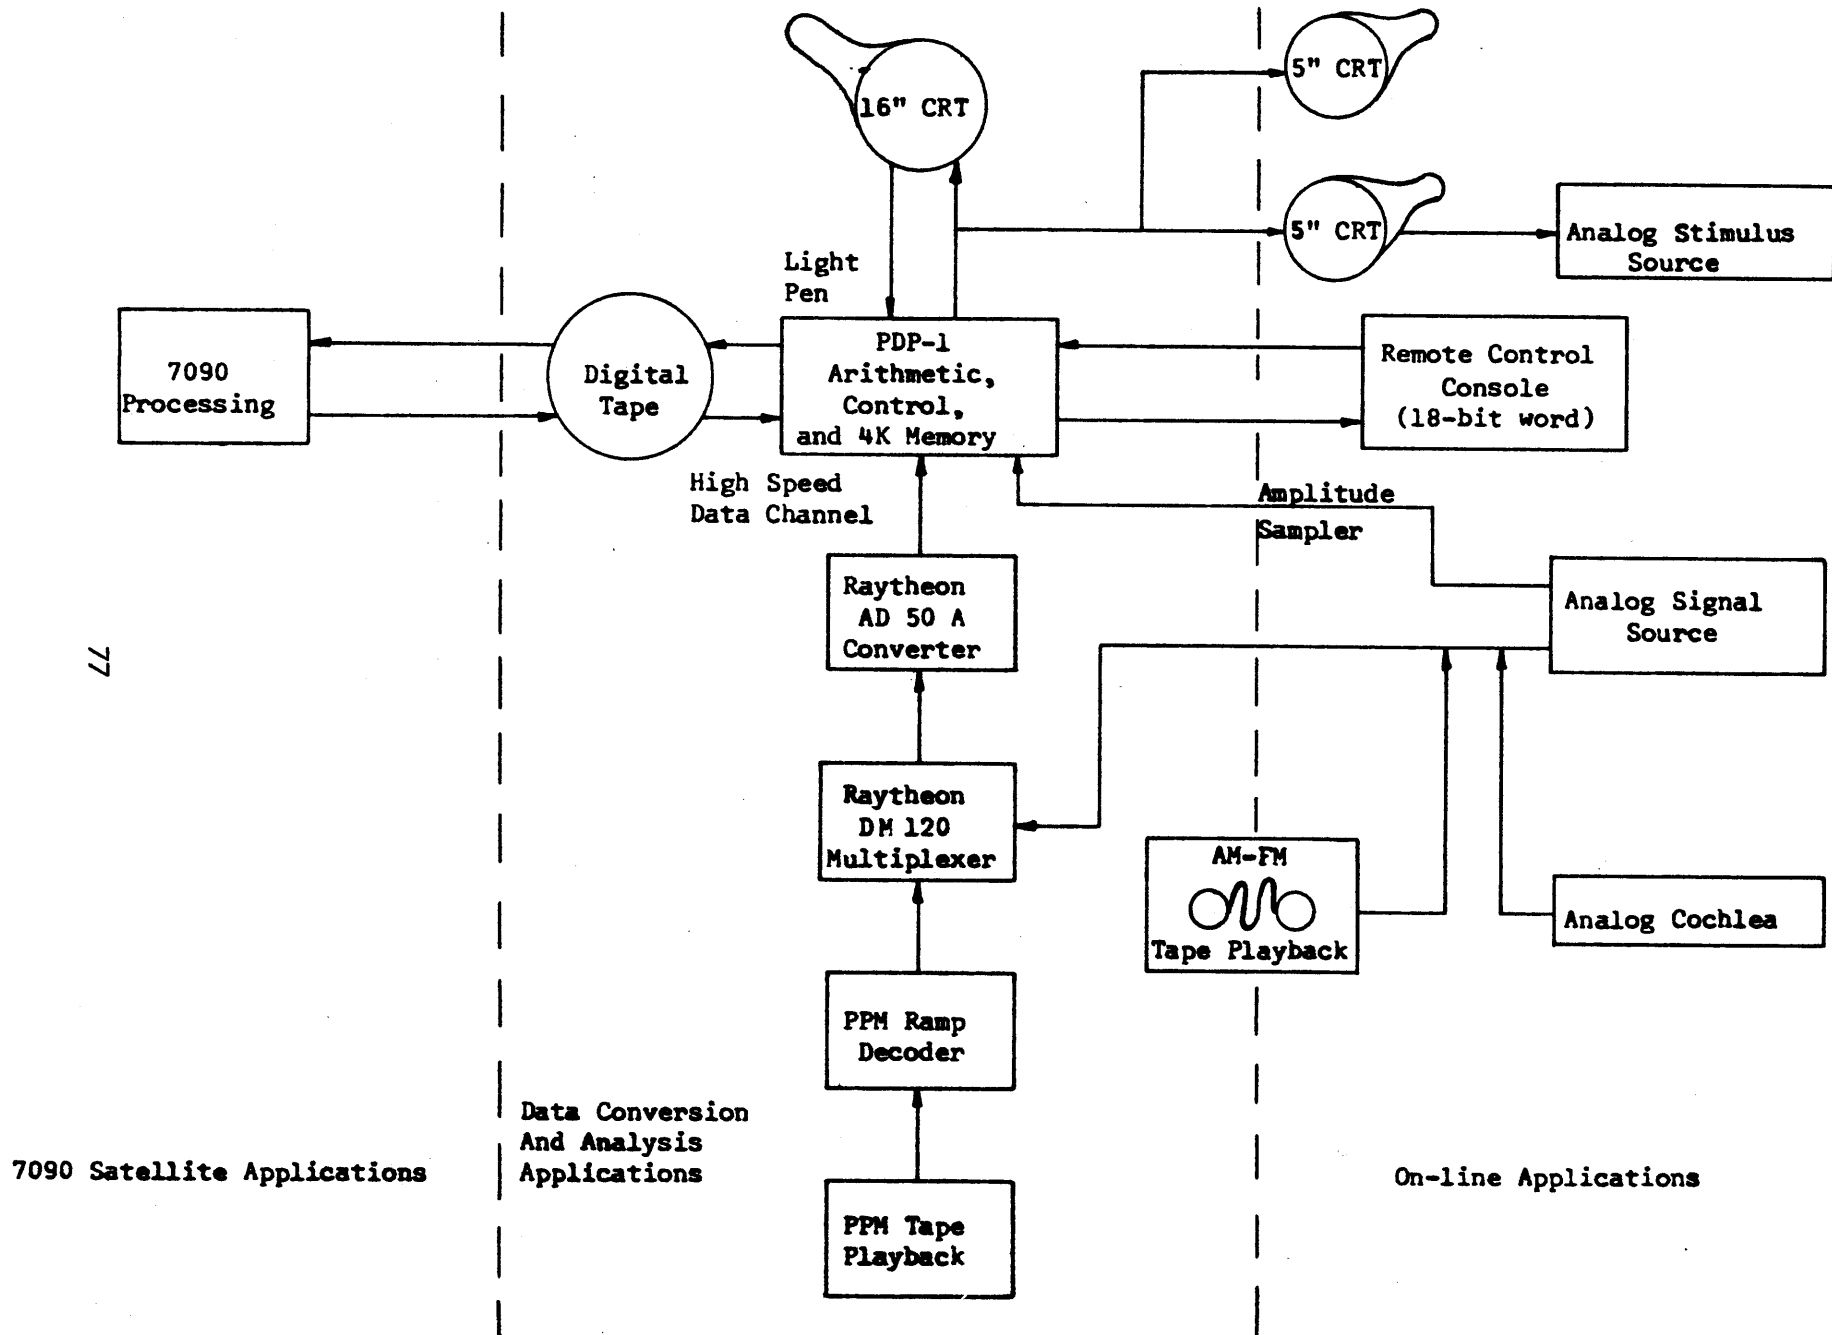 16" CRT
5" CRT
5" CRT
Analog Stimulus
Source
Light
Pen
7090
Processing
Digital
Tape
PDP-1
Arithmetic,
Control,
and 4K Memory
Remote Control
Console
(18-bit word)
High Speed
Data Channel
Amplitude
Sampler
Raytheon
AD 50 A
Converter
Analog Signal
Source
77
Raytheon
DM 120
Multiplexer
AM-FM
Tape Playback
Analog Cochlea
PPM Ramp
Decoder
7090 Satellite Applications
Data Conversion
And Analysis
Applications
On-line Applications
PPM Tape
Playback